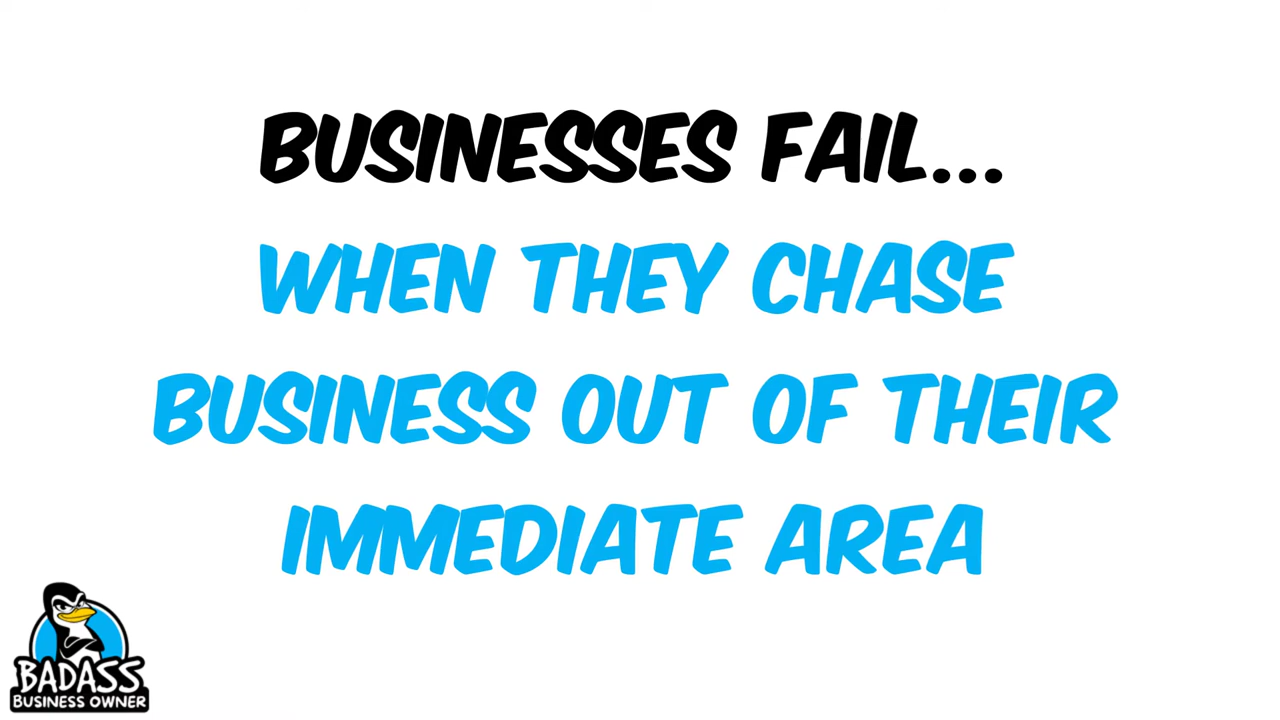 BUSINESSES FAIL...
WHEN THEY CHASE
BUSINESS OUT OF THEIR
IMMEDIATE AREA
BADASS
BUSINESS OWNER